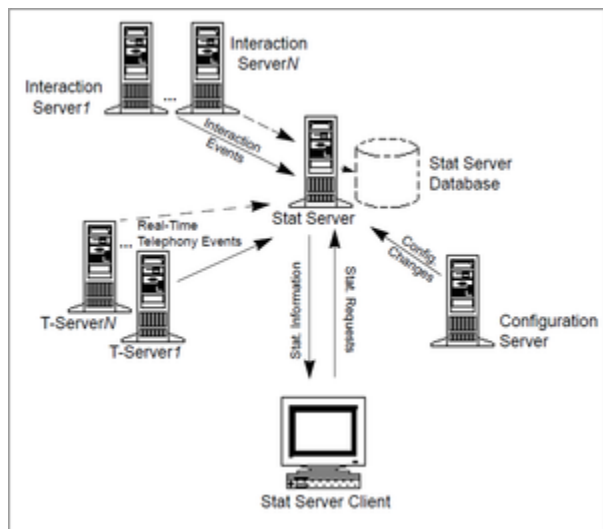 Interaction
ServerN
Interaction
Server1
...
Interaction
Events
Stat Server
Database
Stat Server
Real-Time
Telephony Events
...
Config.
Changes
T-ServerN
T-Server1
Stat. Information
Stat. Requests
Configuration
Server
Stat Server Client